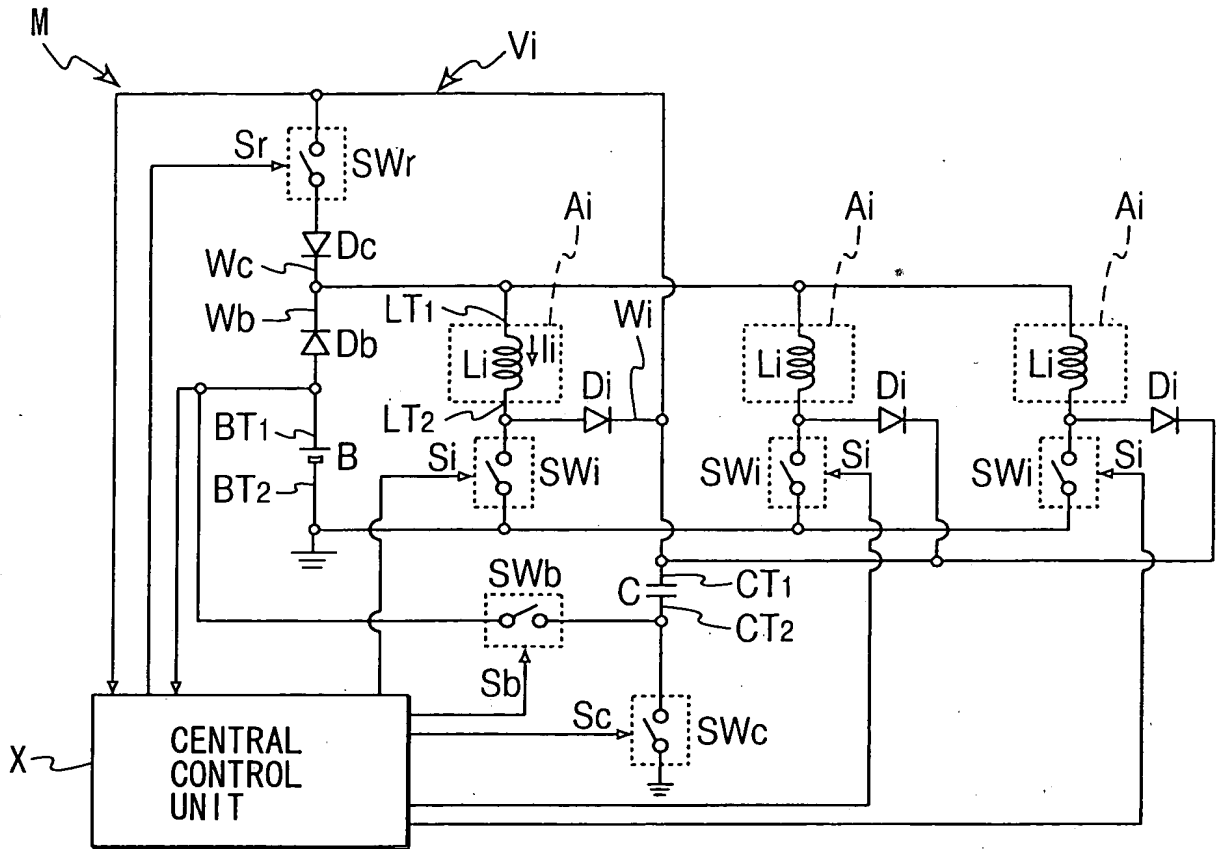 M
Vi
Sr
SWr
Ai
Ai
Ai
Dc
Wc
Wb
LT1
Wi
Db
Li
Ii
Li
Li
Di
Di
Di
LT2
BT1
B
Si
SWi
SWi
Si
SWi
Si
BT2
SWb
C
CT1
CT2
Sb
Sc
SWc
X
CENTRAL
CONTROL
UNIT